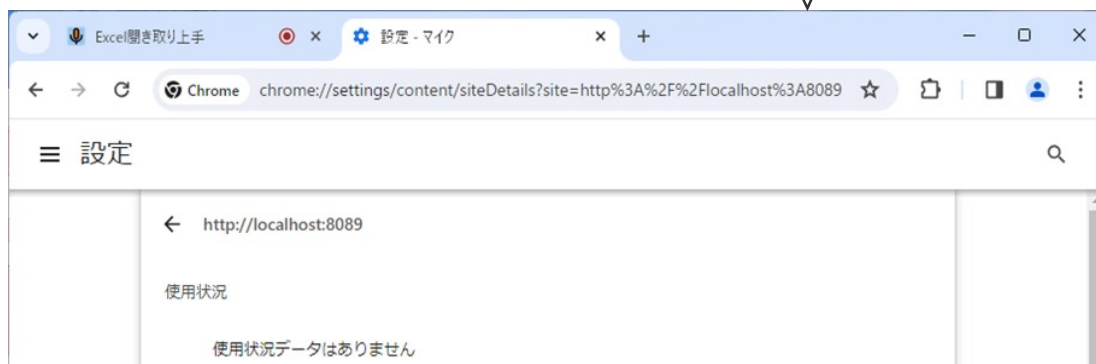 Excel聞き取り上手
設定 - マイク
Chrome chrome://settings/content/siteDetails?site=http%3A%2F%2Flocalhost%3A8089
設定
http://localhost:8089
使用状況
使用状況データはありません